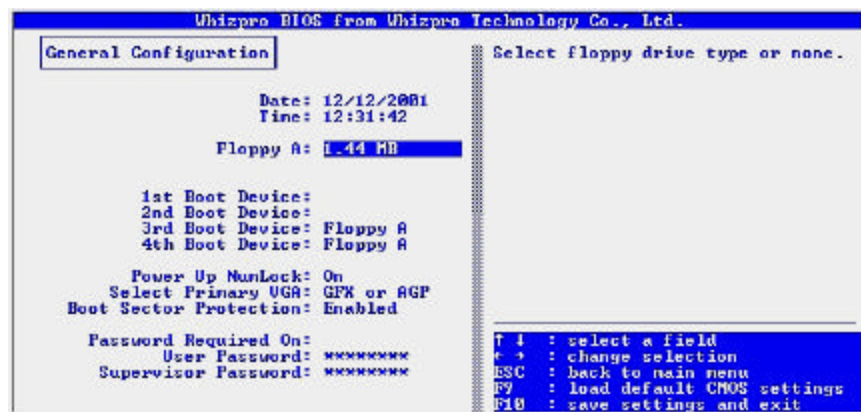 Whizpro BIOS from Whizpro Technology Co., Ltd.
General Configuration
Date: 12/12/2001
Time: 12:31:42
Floppy A: 1.44 MB
1st Boot Device:
2nd Boot Device:
3rd Boot Device: Floppy A
4th Boot Device: Floppy A
Power Up NumLock: On
Select Primary VGA: GFX or AGP
Boot Sector Protection: Enabled
Password Required On:
User Password: ********
Supervisor Password: ********
Select floppy drive type or none.
↑ ↓ : select a field
← → : change selection
ESC : back to main menu
F9 : load default CMOS settings
F10 : save settings and exit